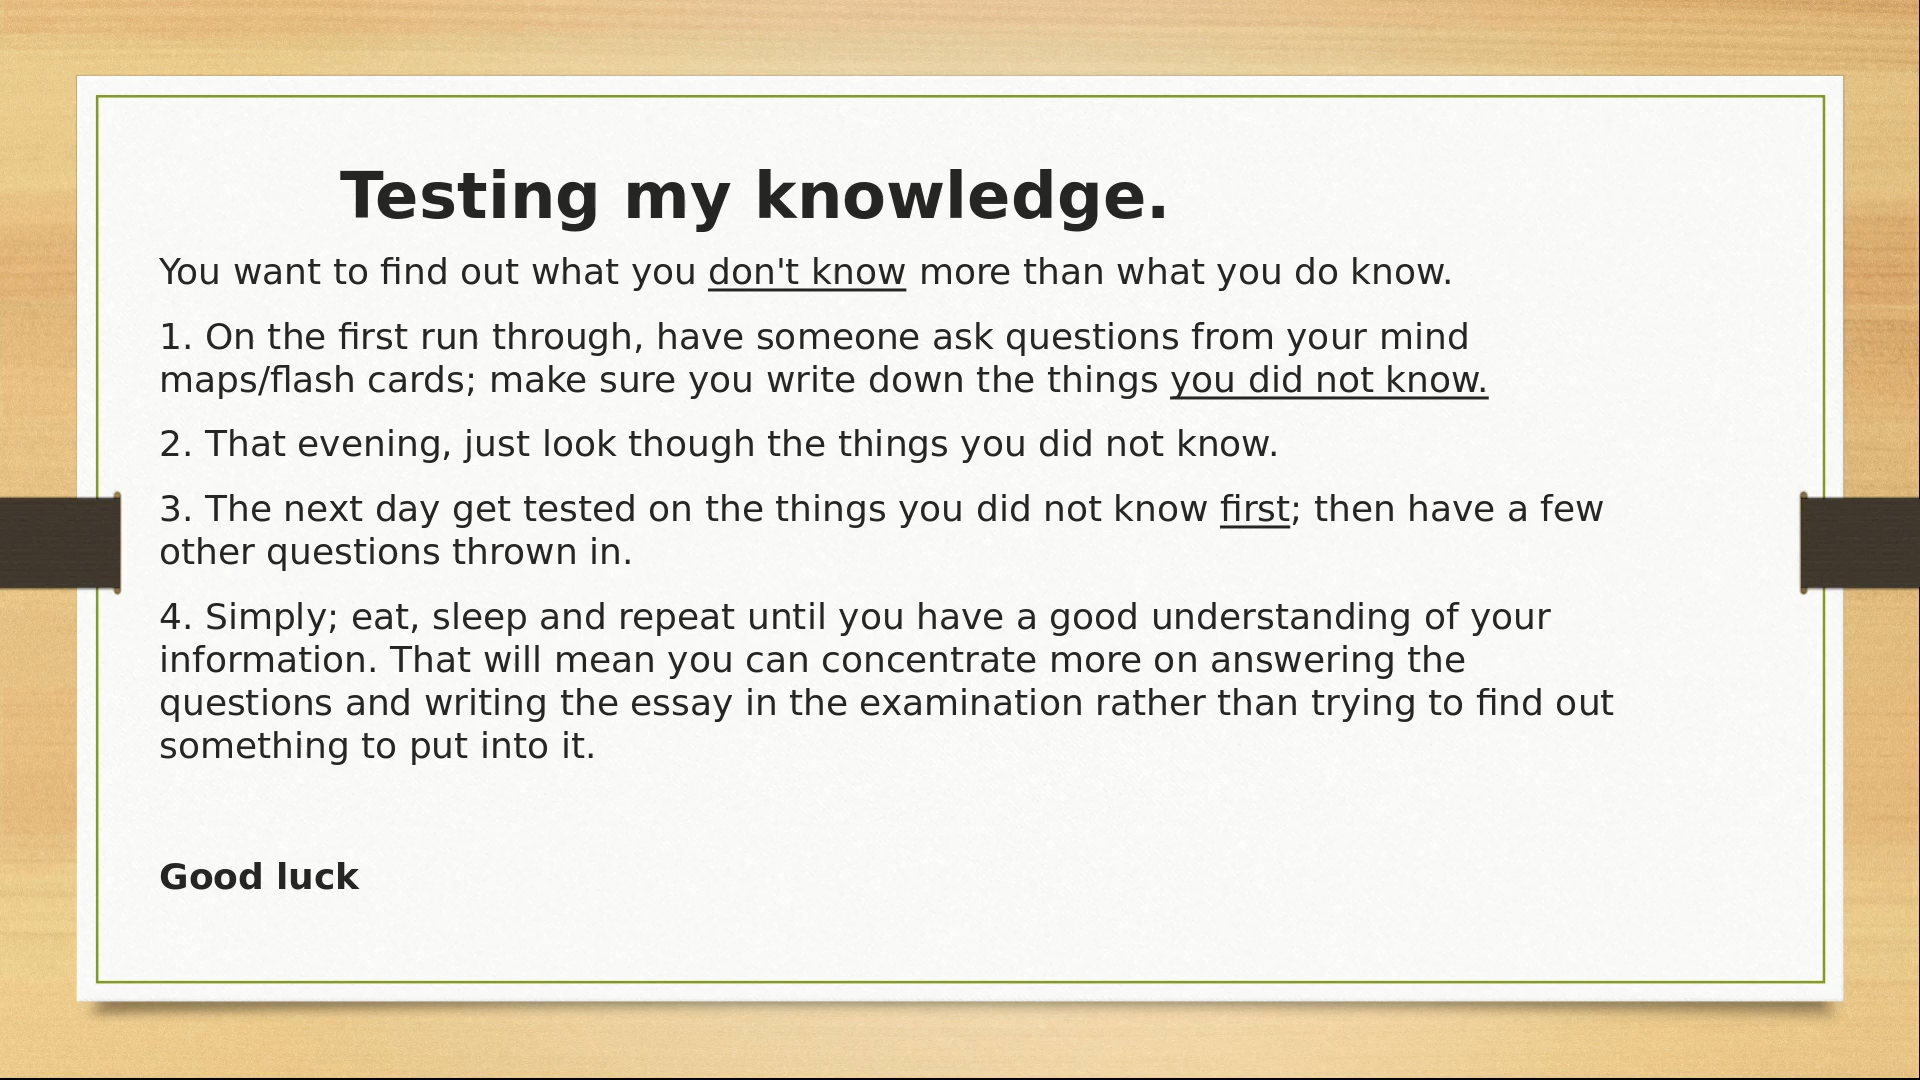 Testing my knowledge.
You want to find out what you don't know more than what you do know.
1. On the first run through, have someone ask questions from your mind
maps/flash cards; make sure you write down the things you did not know.
2. That evening, just look though the things you did not know.
3. The next day get tested on the things you did not know first; then have a few
other questions thrown in.
4. Simply; eat, sleep and repeat until you have a good understanding of your
information. That will mean you can concentrate more on answering the
questions and writing the essay in the examination rather than trying to find out
something to put into it.
Good luck